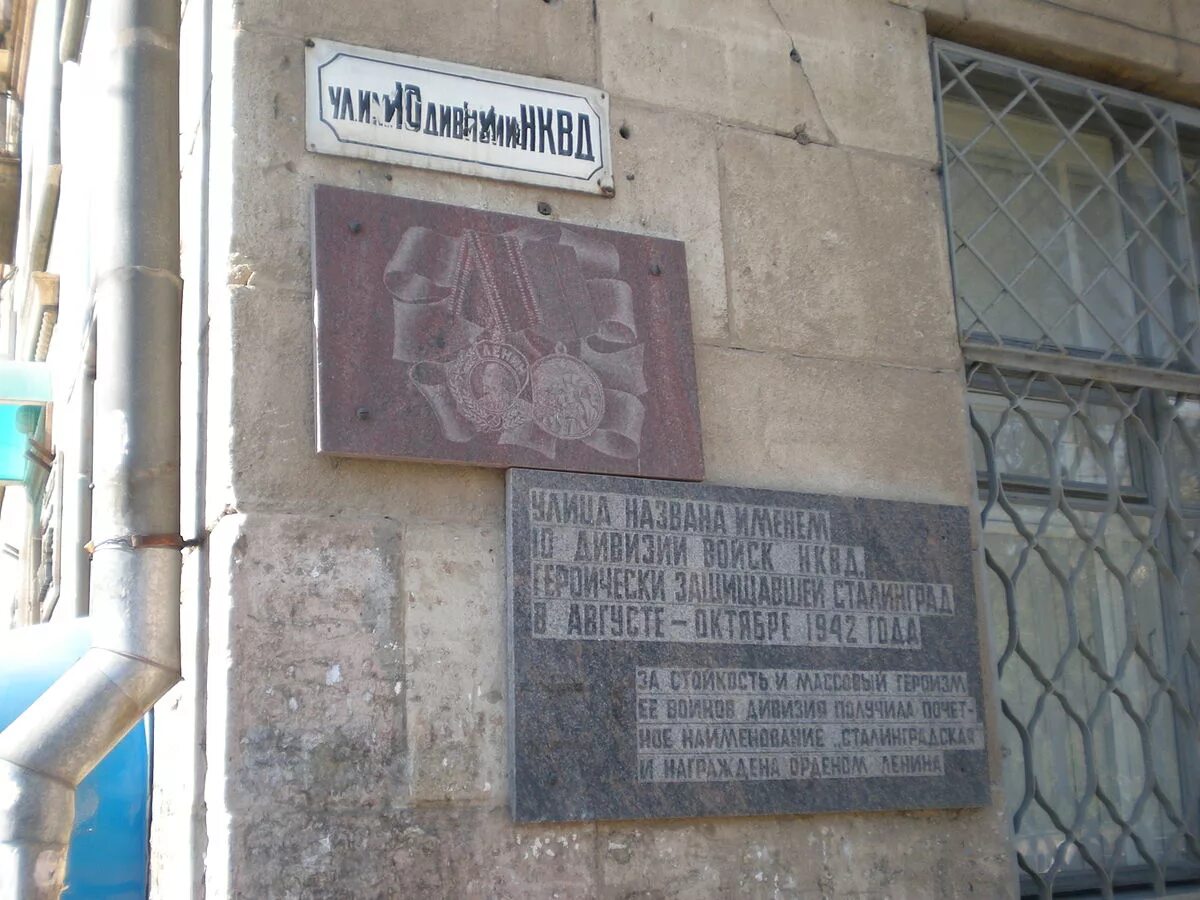 улица 10 дивизии НКВД
ЛЕНИН
УЛИЦА НАЗВАНА ИМЕНЕМ
10 ДИВИЗИИ ВОЙСК НКВД,
ГЕРОИЧЕСКИ ЗАЩИЩАВШЕЙ СТАЛИНГРАД
В АВГУСТЕ – ОКТЯБРЕ 1942 ГОДА
ЗА СТОЙКОСТЬ И МАССОВЫЙ ГЕРОИЗМ
ЕЕ ВОИНОВ ДИВИЗИЯ ПОЛУЧИЛА ПОЧЕТ-
НОЕ НАИМЕНОВАНИЕ „СТАЛИНГРАДСКАЯ"
И НАГРАЖДЕНА ОРДЕНОМ ЛЕНИНА